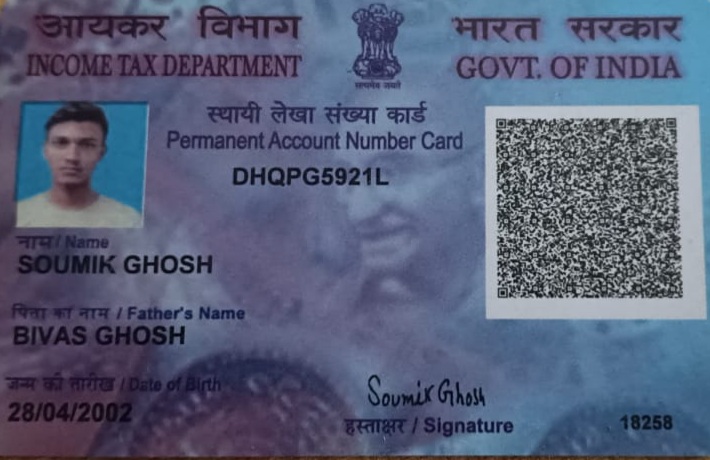 आयकर विभाग
INCOME TAX DEPARTMENT
सत्यमेव जयते
भारत सरकार
GOVT. OF INDIA
स्थायी लेखा संख्या कार्ड
Permanent Account Number Card
DHQPG5921L
नाम / Name
SOUMIK GHOSH
पिता का नाम / Father's Name
BIVAS GHOSH
जन्म की तारीख / Date of Birth
28/04/2002
Soumik Ghosh
हस्ताक्षर / Signature
18258